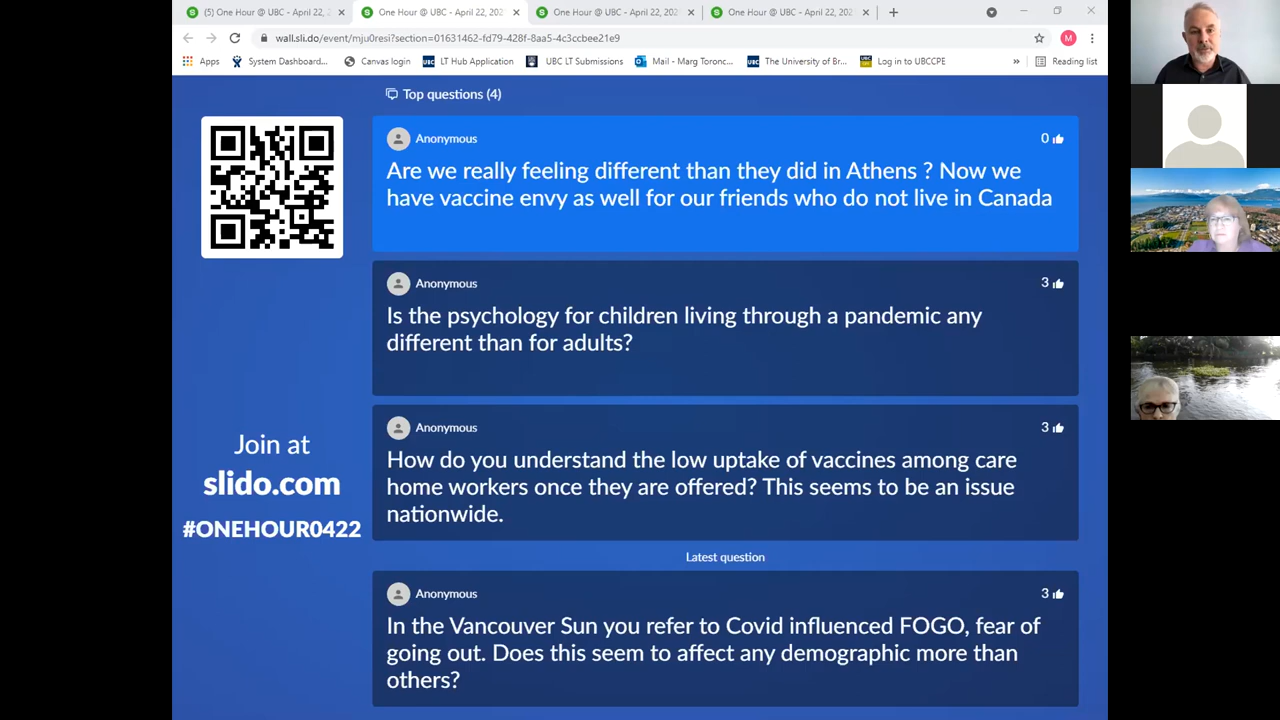 (5) One Hour @ UBC - April 22, 2
One Hour @ UBC - April 22, 202
One Hour @ UBC - April 22, 202
One Hour @ UBC - April 22, 202
wall.sli.do/event/mju0resi?section=01631462-fd79-428f-8aa5-4c3ccbee21e9
M
Apps
System Dashboard...
Canvas login
UBC LT Hub Application
UBC LT Submissions
Mail - Marg Toronc...
The University of Br...
Log in to UBCCPE
»
Reading list
Top questions (4)
Anonymous
0
Are we really feeling different than they did in Athens ? Now we
have vaccine envy as well for our friends who do not live in Canada
Anonymous
3
Is the psychology for children living through a pandemic any
different than for adults?
Join at
slido.com
#ONEHOUR0422
Anonymous
3
How do you understand the low uptake of vaccines among care
home workers once they are offered? This seems to be an issue
nationwide.
Latest question
Anonymous
3
In the Vancouver Sun you refer to Covid influenced FOGO, fear of
going out. Does this seem to affect any demographic more than
others?